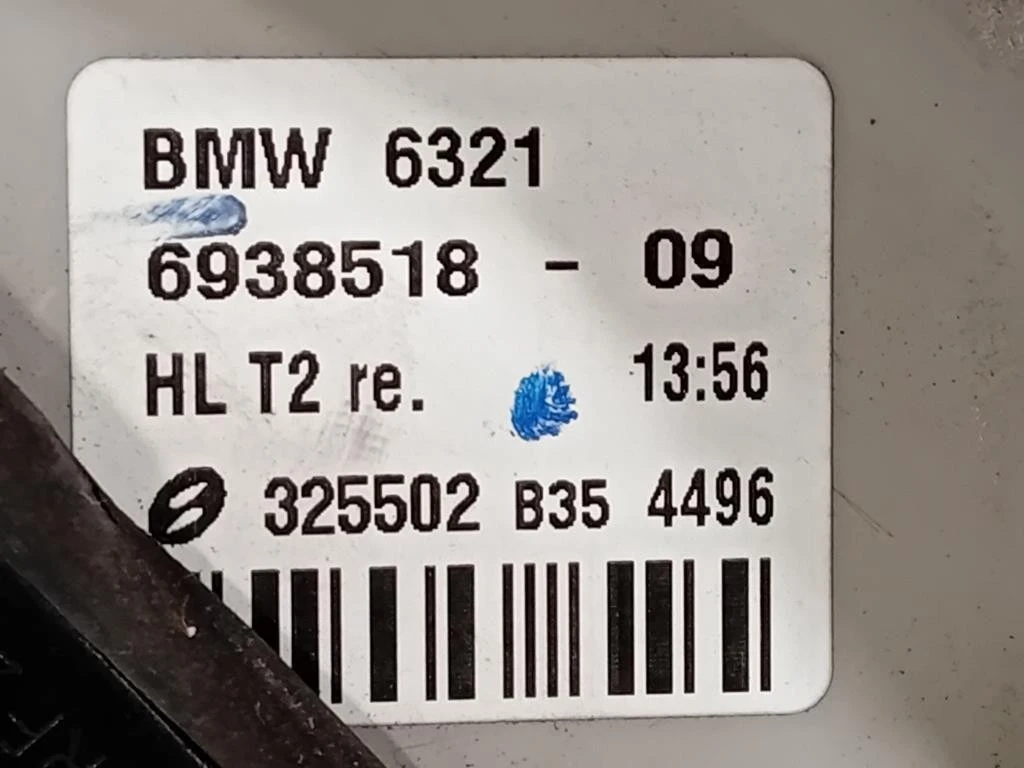 BMW 6321
6938518 - 09
HL T2 re. 13:56
325502 B35 4496